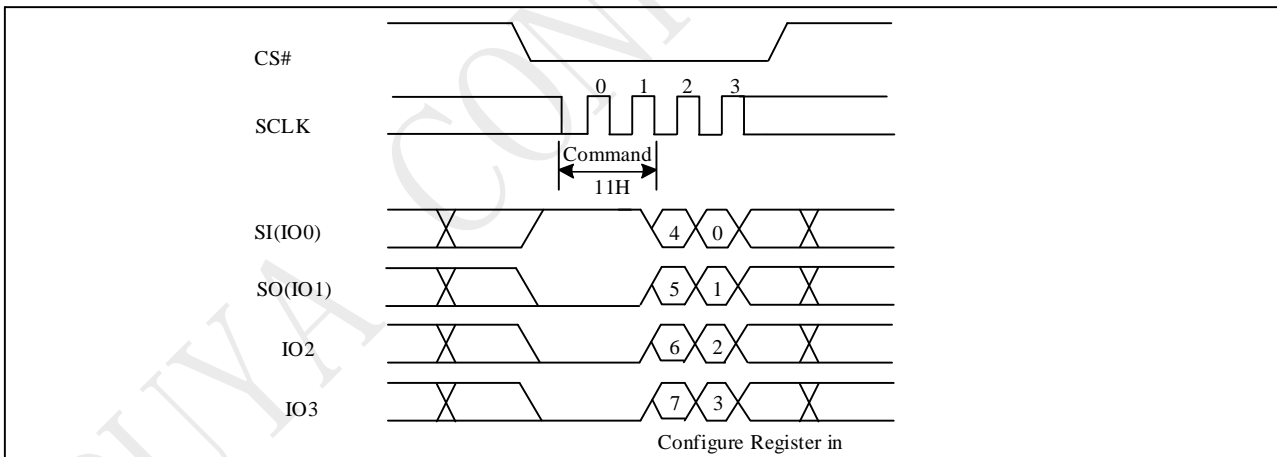 CS#
0 1 2 3
SCLK
Command
11H
SI(IO0) 4 0
SO(IO1) 5 1
IO2 6 2
IO3 7 3
Configure Register in